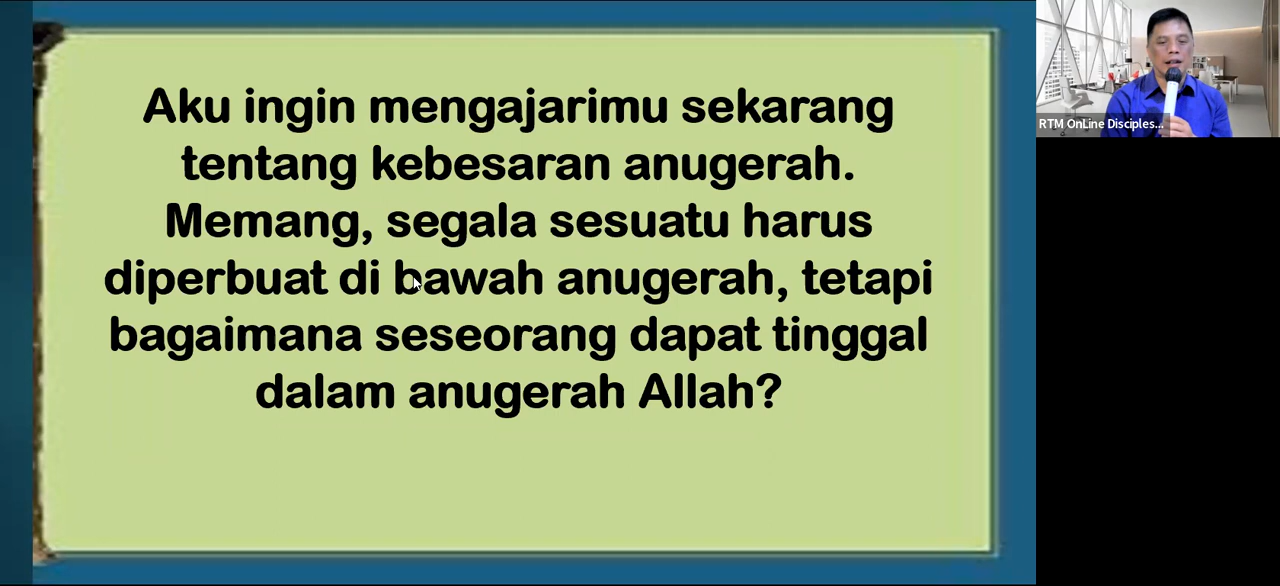 Aku ingin mengajarimu sekarang
tentang kebesaran anugerah.
Memang, segala sesuatu harus
diperbuat di bawah anugerah, tetapi
bagaimana seseorang dapat tinggal
dalam anugerah Allah?
RTM OnLine Disciples...